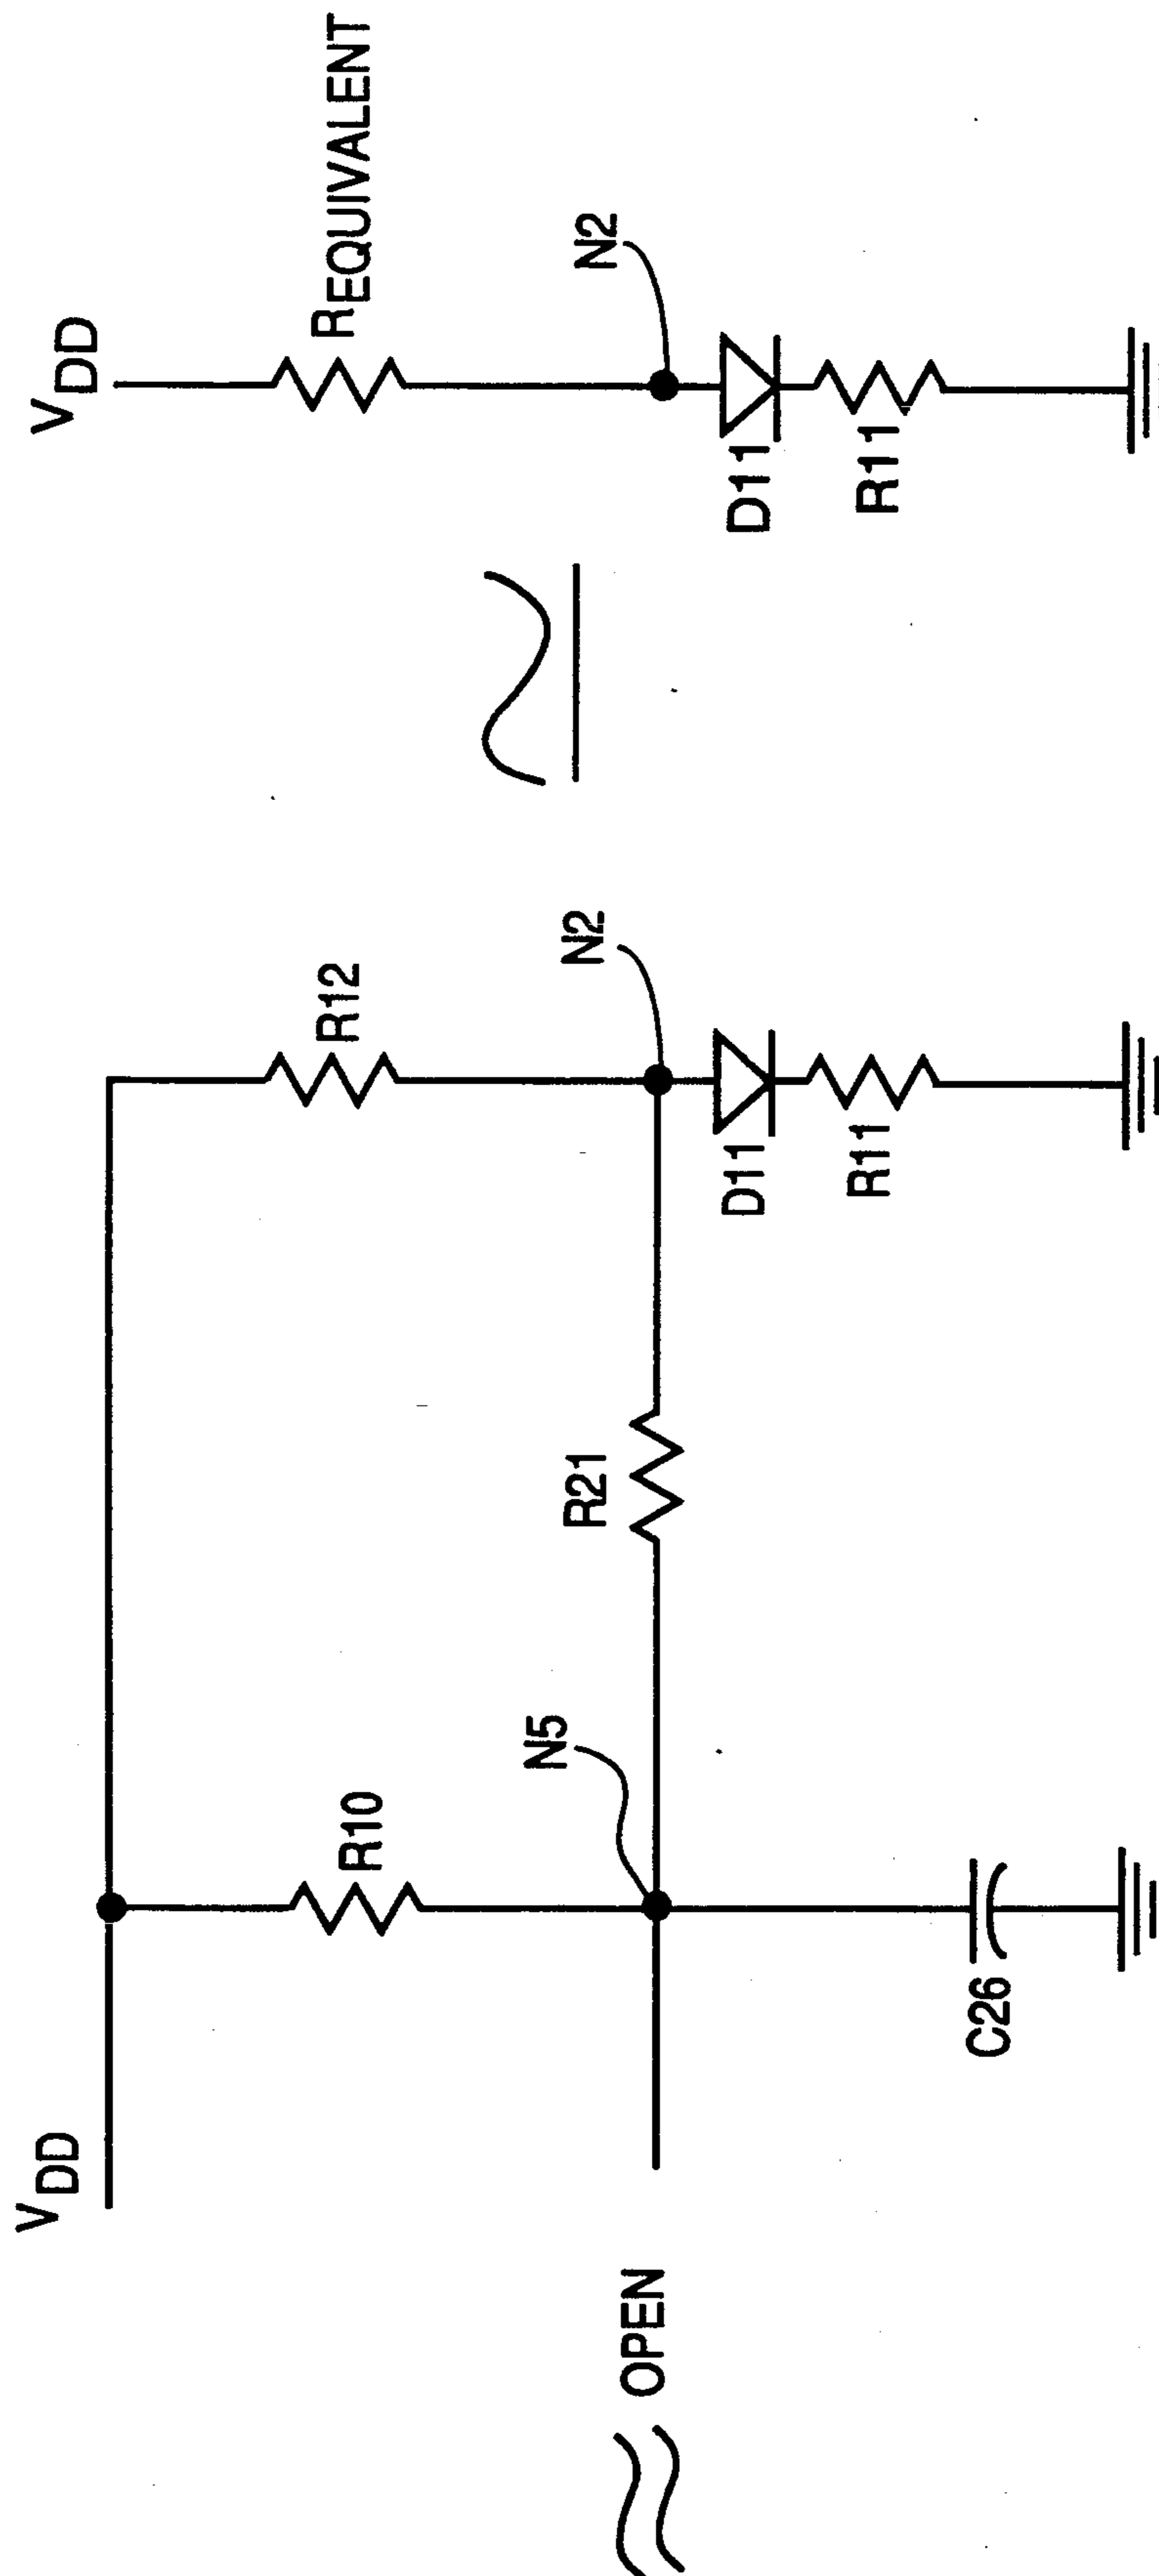 VDD
R10
R12
N5
R21
N2
OPEN
C26
D11
R11
VDD
REQUIVALENT
N2
D11
R11